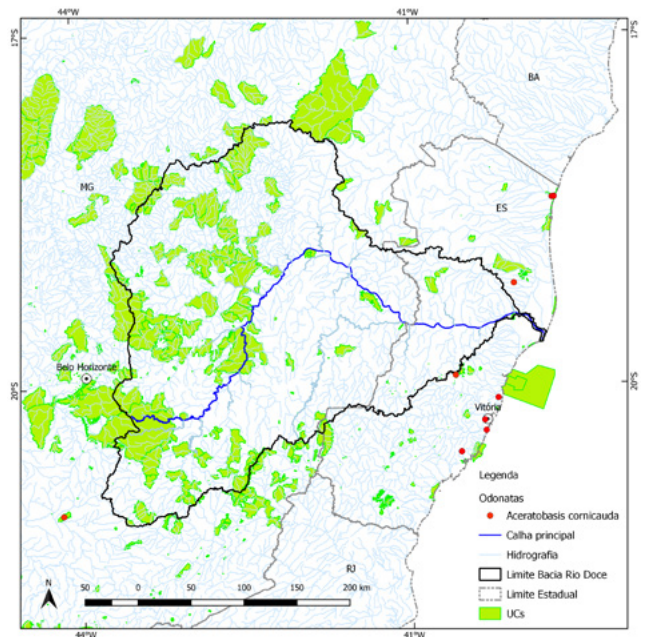 44°W
41°W
17°S
17°S
BA
MG
ES
Belo Horizonte
20°S
20°S
Vitória
Legenda
Odonatas
Aceratobasis cornicauda
Calha principal
Hidrografia
RJ
Limite Bacia Rio Doce
N
50 0 50 100 150 200 km
Limite Estadual
UCs
44°W
41°W